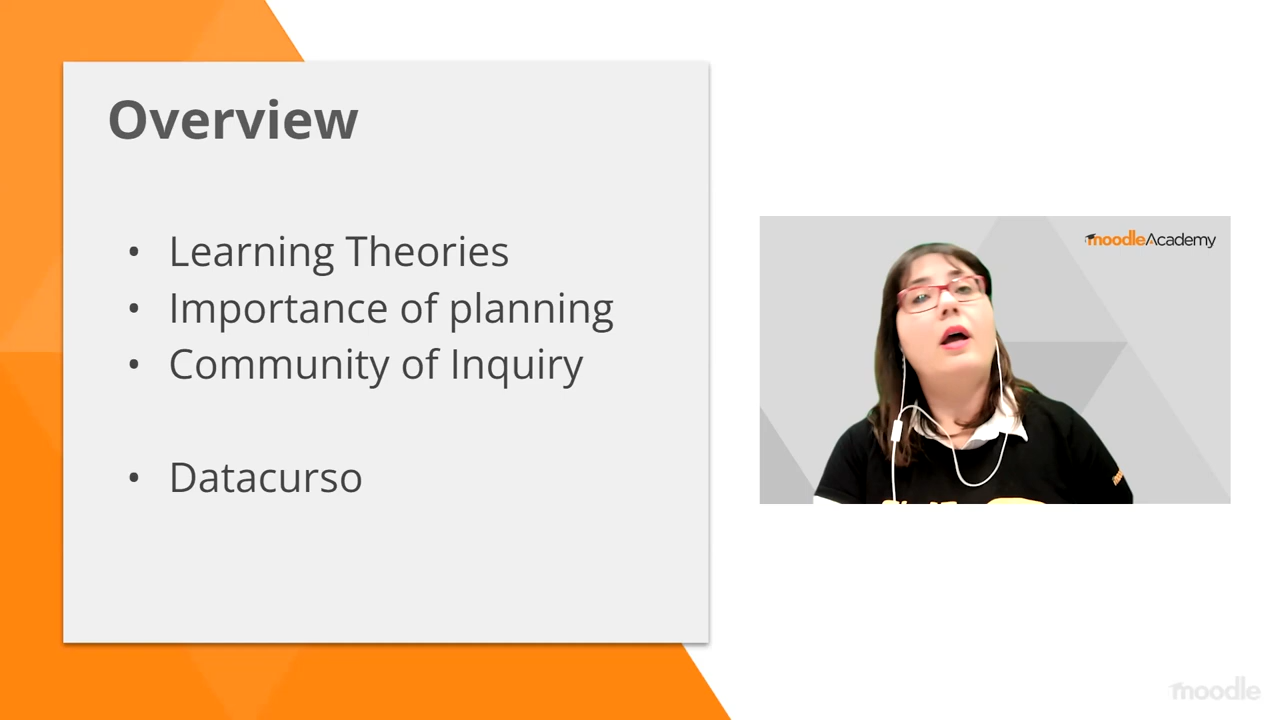 Overview
• Learning Theories
• Importance of planning
• Community of Inquiry
• Datacurso
moodleAcademy
moodle